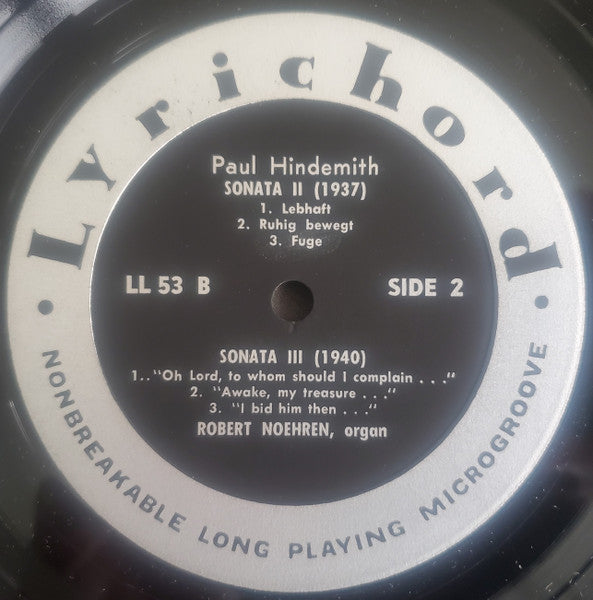 Lyrichord
Paul Hindemith
SONATA II (1937)
1. Lebhaft
2. Ruhig bewegt
3. Fuge
LL 53 B
SIDE 2
SONATA III (1940)
1.."Oh Lord, to whom should I complain . . ."
2. "Awake, my treasure . . ."
3. "I bid him then . . ."
ROBERT NOEHREN, organ
NONBREAKABLE LONG PLAYING MICROGROOVE